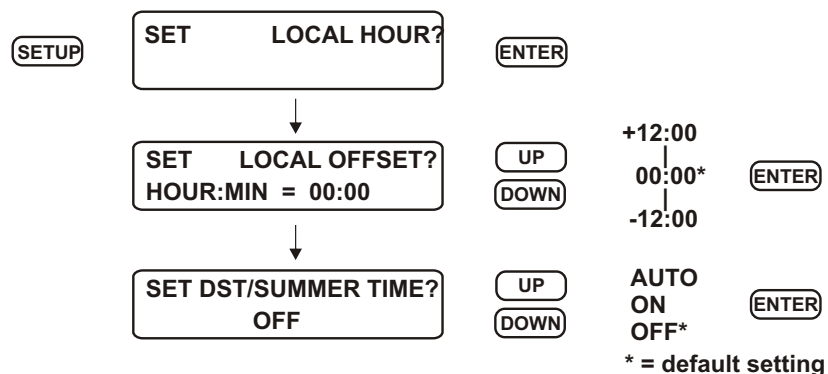 SETUP
SET LOCAL HOUR?
ENTER
SET LOCAL OFFSET?
HOUR:MIN = 00:00
UP
DOWN
+12:00
00:00*
-12:00
ENTER
SET DST/SUMMER TIME?
OFF
UP
DOWN
AUTO
ON
OFF*
ENTER
* = default setting